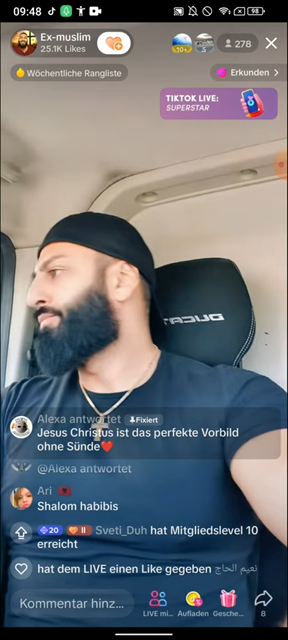 09:48
98
Ex-muslim
25.1K Likes
278
Wöchentliche Rangliste
Erkunden >
TIKTOK LIVE:
SUPERSTAR
Alexa antwortet Fixiert
Jesus Christus ist das perfekte Vorbild
ohne Sünde❤️
@Alexa antwortet
Ari 🇦🇱
Shalom habibis
20 II Sveti_Duh hat Mitgliedslevel 10
erreicht
hat dem LIVE einen Like gegeben نعيم الحاج
Kommentar hinz...
LIVE mi...
Aufladen
Gesche...
8